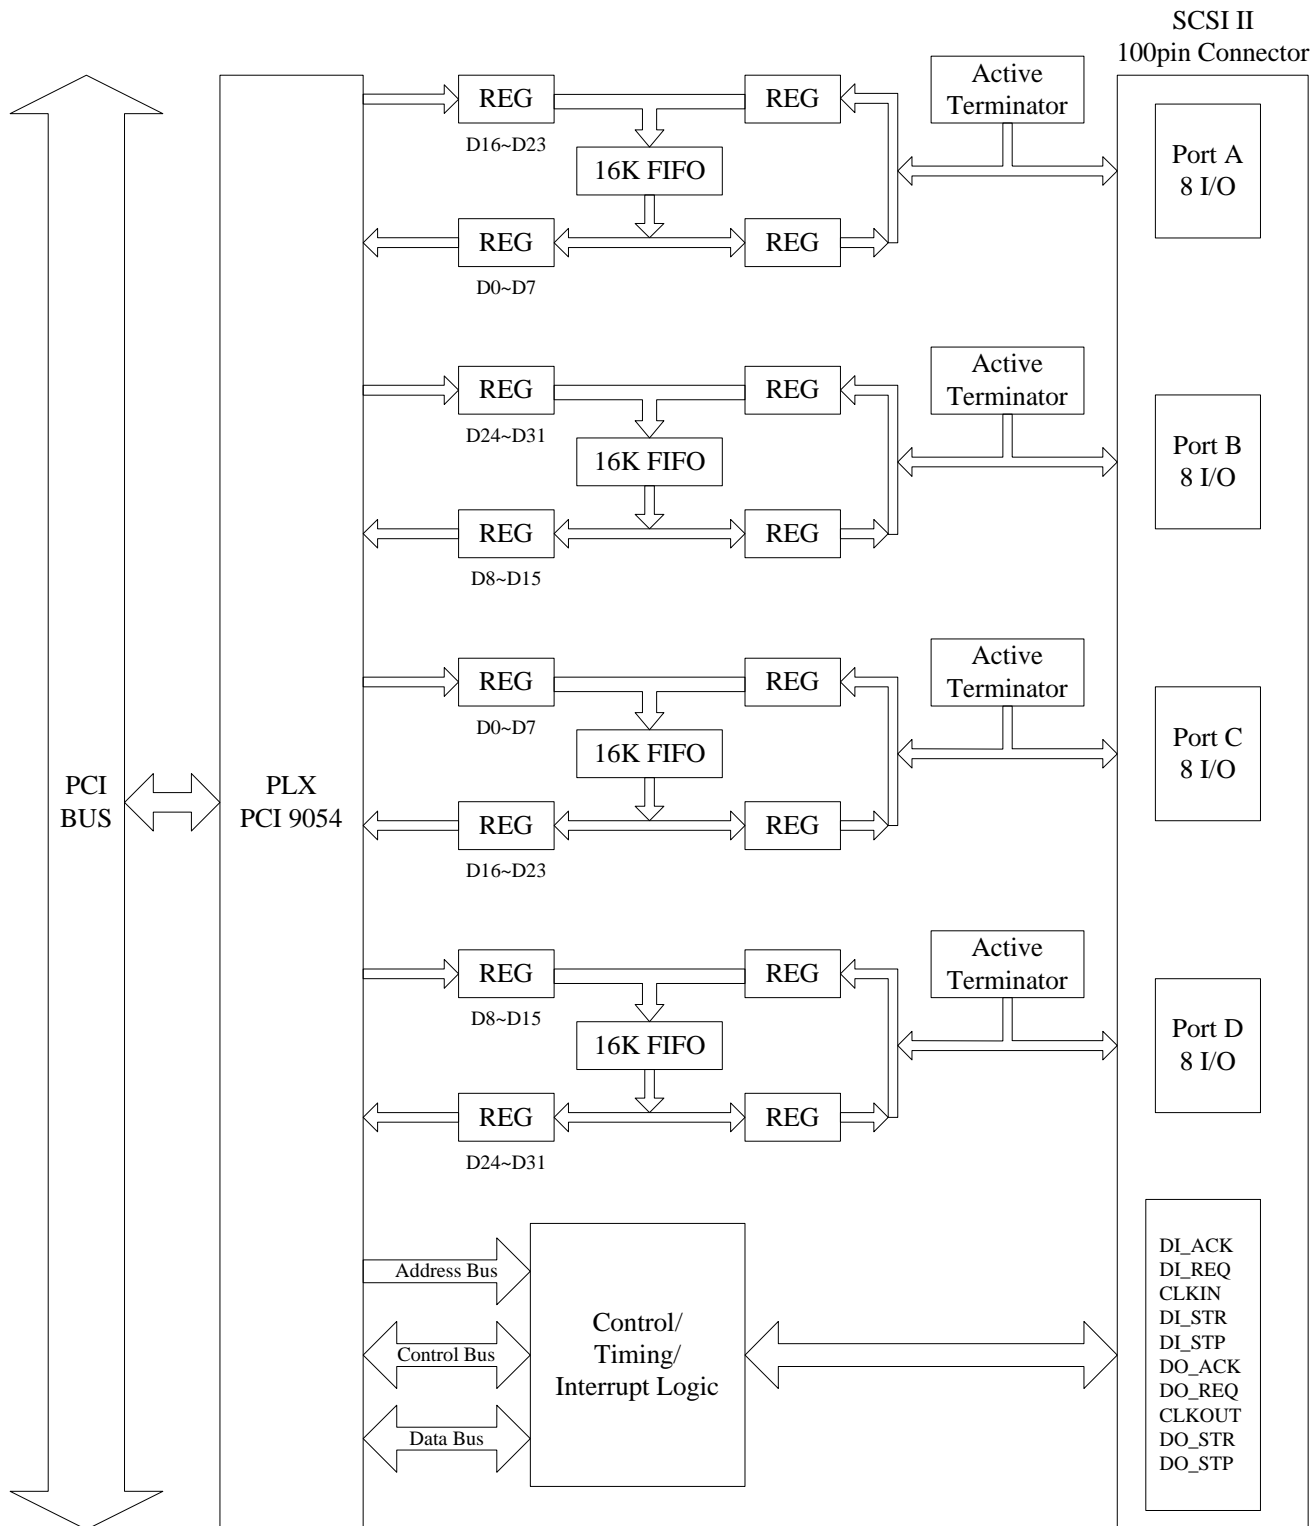 SCSI II
100pin Connector
REG
REG
Active
Terminator
D16~D23
16K FIFO
Port A
8 I/O
REG
REG
D0~D7
REG
REG
Active
Terminator
D24~D31
16K FIFO
Port B
8 I/O
REG
REG
D8~D15
REG
REG
Active
Terminator
D0~D7
16K FIFO
Port C
8 I/O
PCI
BUS
PLX
PCI 9054
REG
REG
D16~D23
REG
REG
Active
Terminator
D8~D15
16K FIFO
Port D
8 I/O
REG
REG
D24~D31
Address Bus
Control Bus
Data Bus
Control/
Timing/
Interrupt Logic
DI_ACK
DI_REQ
CLKIN
DI_STR
DI_STP
DO_ACK
DO_REQ
CLKOUT
DO_STR
DO_STP